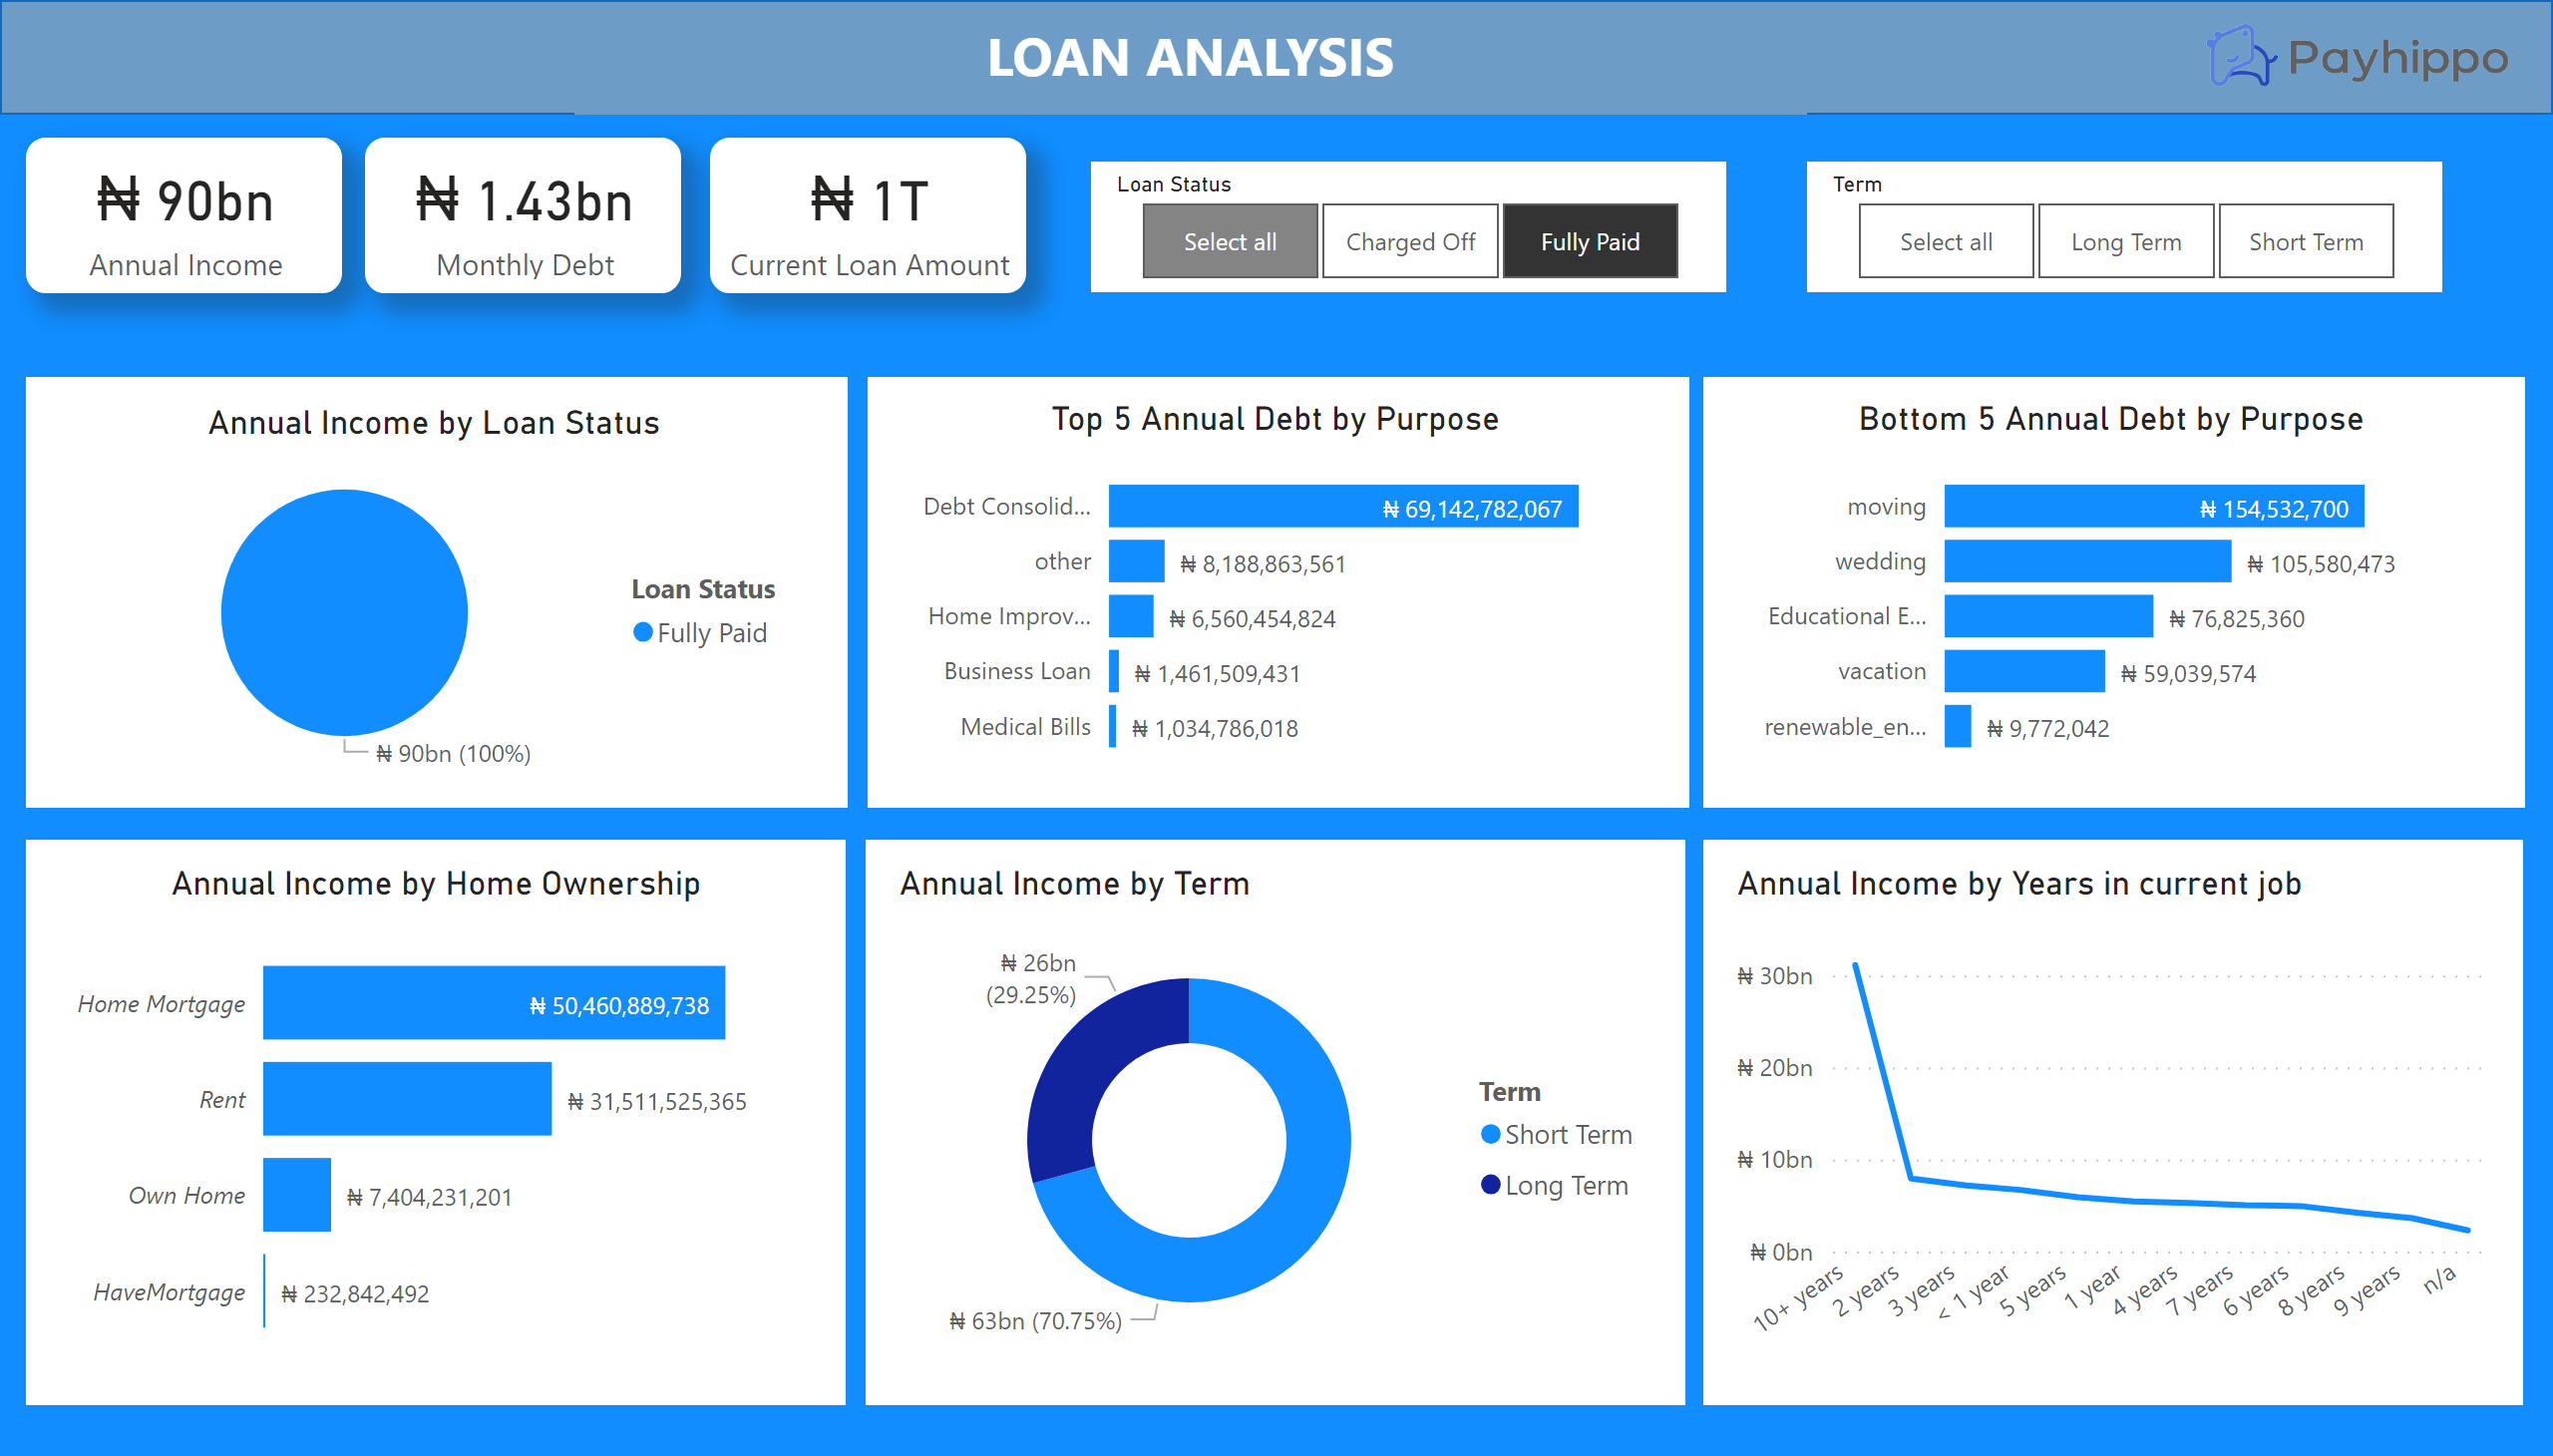 LOAN ANALYSIS
Payhippo
₦ 90bn
Annual Income
₦ 1.43bn
Monthly Debt
₦ 1T
Current Loan Amount
Loan Status
Select all
Charged Off
Fully Paid
Term
Select all
Long Term
Short Term
Annual Income by Loan Status
Loan Status
Fully Paid
₦ 90bn (100%)
Top 5 Annual Debt by Purpose
Debt Consolid... ₦ 69,142,782,067
other ₦ 8,188,863,561
Home Improv... ₦ 6,560,454,824
Business Loan ₦ 1,461,509,431
Medical Bills ₦ 1,034,786,018
Bottom 5 Annual Debt by Purpose
moving ₦ 154,532,700
wedding ₦ 105,580,473
Educational E... ₦ 76,825,360
vacation ₦ 59,039,574
renewable_en... ₦ 9,772,042
Annual Income by Home Ownership
Home Mortgage ₦ 50,460,889,738
Rent ₦ 31,511,525,365
Own Home ₦ 7,404,231,201
HaveMortgage ₦ 232,842,492
Annual Income by Term
₦ 26bn
(29.25%)
Term
Short Term
Long Term
₦ 63bn (70.75%)
Annual Income by Years in current job
₦ 30bn
₦ 20bn
₦ 10bn
₦ 0bn
10+ years
2 years
3 years
< 1 year
5 years
1 year
4 years
7 years
6 years
8 years
9 years
n/a